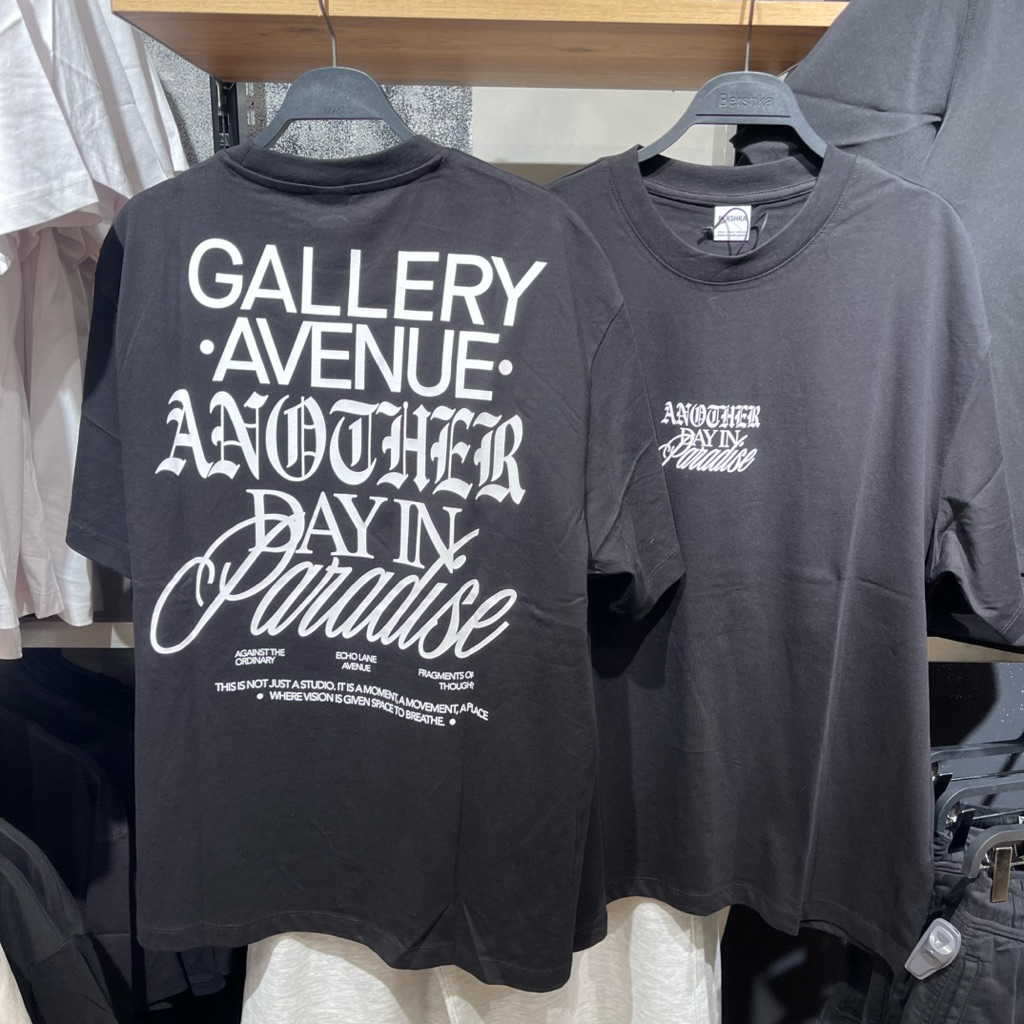 GALLERY
•AVENUE•
ANOTHER
DAY IN
Paradise
AGAINST THE
ORDINARY
ECHO LANE
AVENUE
FRAGMENTS OF
THOUGHT
THIS IS NOT JUST A STUDIO. IT IS A MOMENT, A MOVEMENT, A PLACE
• WHERE VISION IS GIVEN SPACE TO BREATHE. •
Bershka
BERSHKA
ANOTHER
DAY IN
Paradise